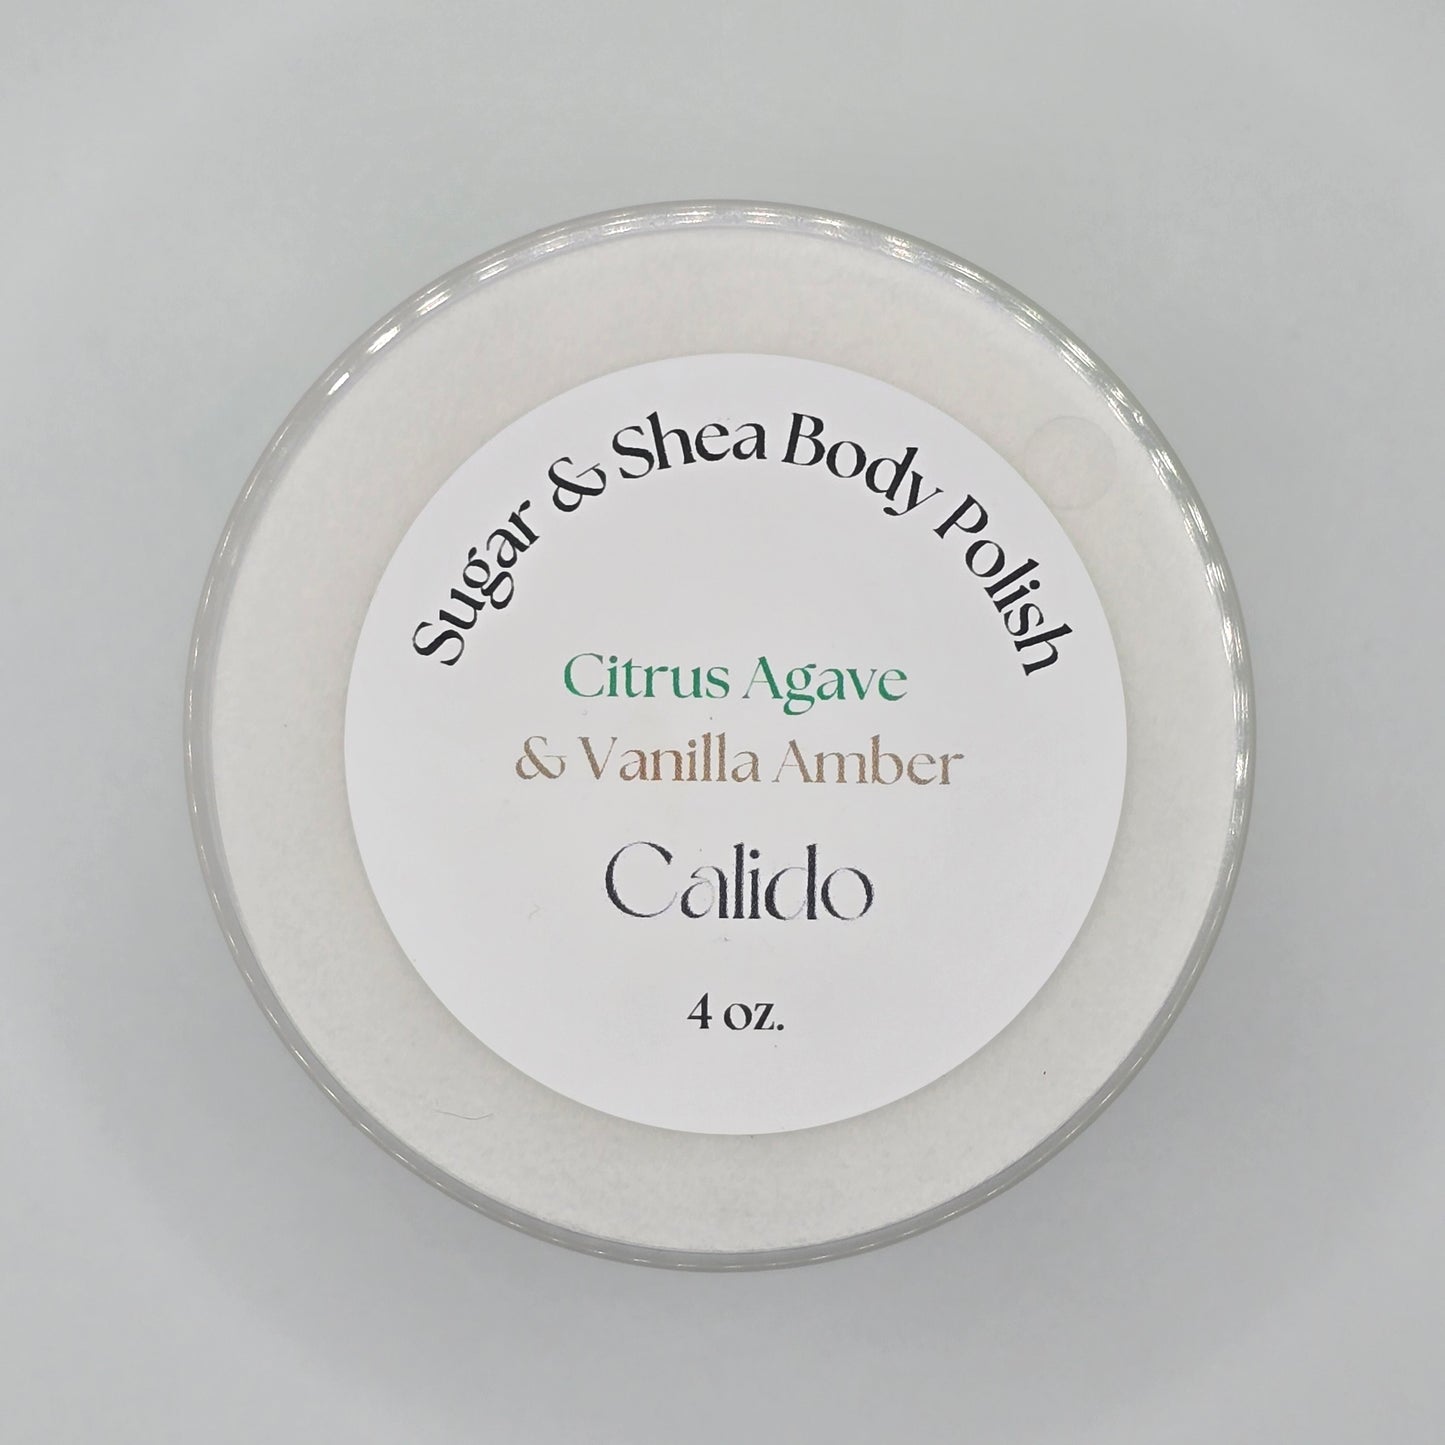 Sugar & Shea Body Polish
Citrus Agave
& Vanilla Amber
Calido
4 oz.